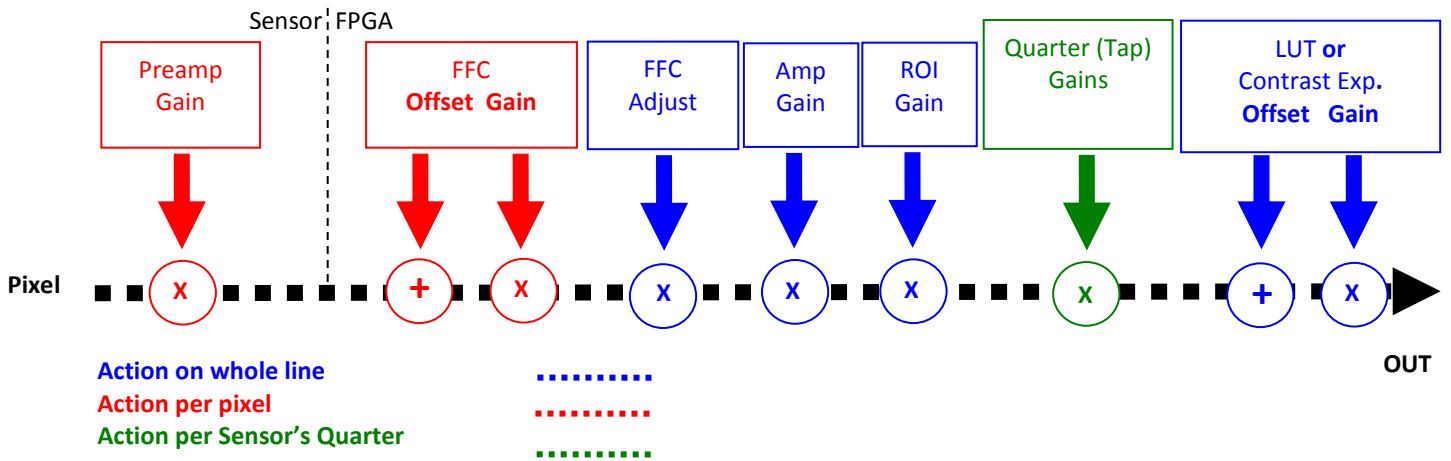 Sensor FPGA
Preamp
Gain
FFC
Offset Gain
FFC
Adjust
Amp
Gain
ROI
Gain
Quarter (Tap)
Gains
LUT or
Contrast Exp.
Offset Gain
Pixel
X
+
X
X
X
X
X
+
X
OUT
Action on whole line
Action per pixel
Action per Sensor’s Quarter